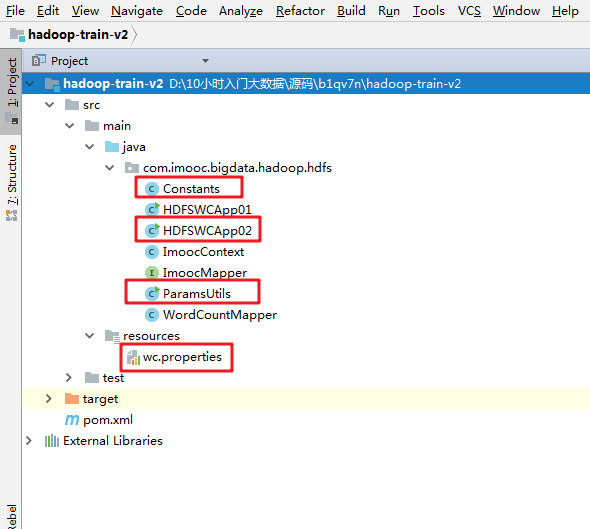 File Edit View Navigate Code Analyze Refactor Build Run Tools VCS Window Help
hadoop-train-v2
Project
hadoop-train-v2 D:\10小时入门大数据\源码\b1qv7n\hadoop-train-v2
src
main
java
com.imooc.bigdata.hadoop.hdfs
Constants
HDFSWCApp01
HDFSWCApp02
ImoocContext
ImoocMapper
ParamsUtils
WordCountMapper
resources
wc.properties
test
target
pom.xml
External Libraries
1: Project
7: Structure
Rebel